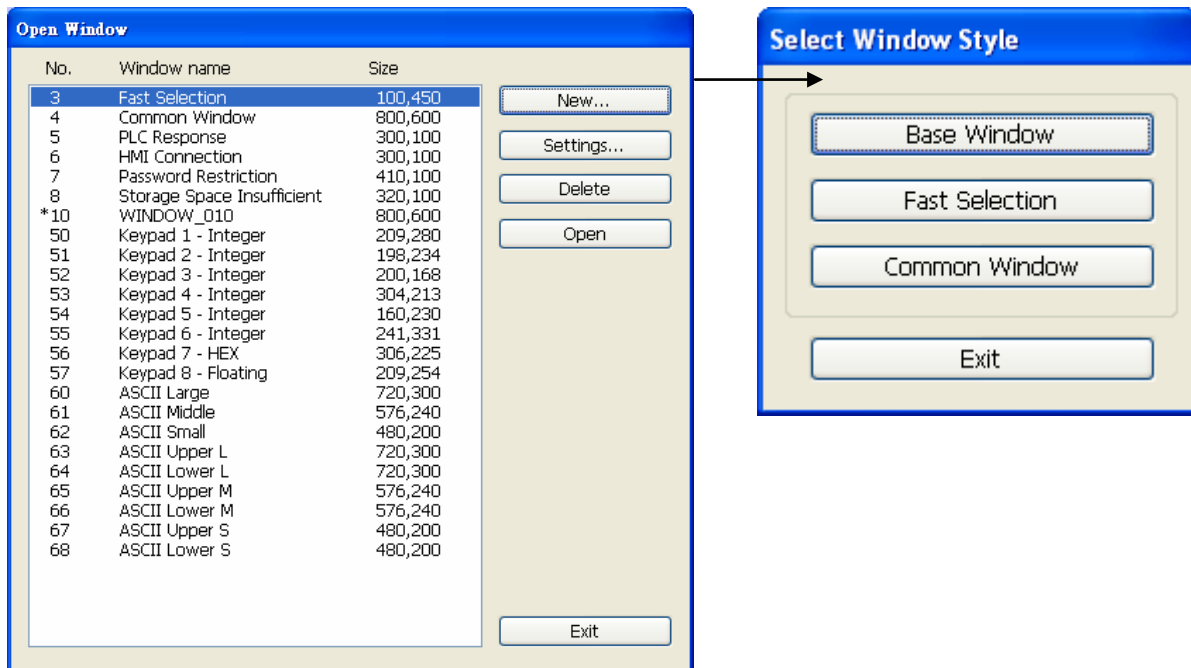 Open Window
No. Window name Size
3 Fast Selection 100,450
4 Common Window 800,600
5 PLC Response 300,100
6 HMI Connection 300,100
7 Password Restriction 410,100
8 Storage Space Insufficient 320,100
*10 WINDOW_010 800,600
50 Keypad 1 - Integer 209,280
51 Keypad 2 - Integer 198,234
52 Keypad 3 - Integer 200,168
53 Keypad 4 - Integer 304,213
54 Keypad 5 - Integer 160,230
55 Keypad 6 - Integer 241,331
56 Keypad 7 - HEX 306,225
57 Keypad 8 - Floating 209,254
60 ASCII Large 720,300
61 ASCII Middle 576,240
62 ASCII Small 480,200
63 ASCII Upper L 720,300
64 ASCII Lower L 720,300
65 ASCII Upper M 576,240
66 ASCII Lower M 576,240
67 ASCII Upper S 480,200
68 ASCII Lower S 480,200
New...
Settings...
Delete
Open
Exit
Select Window Style
Base Window
Fast Selection
Common Window
Exit